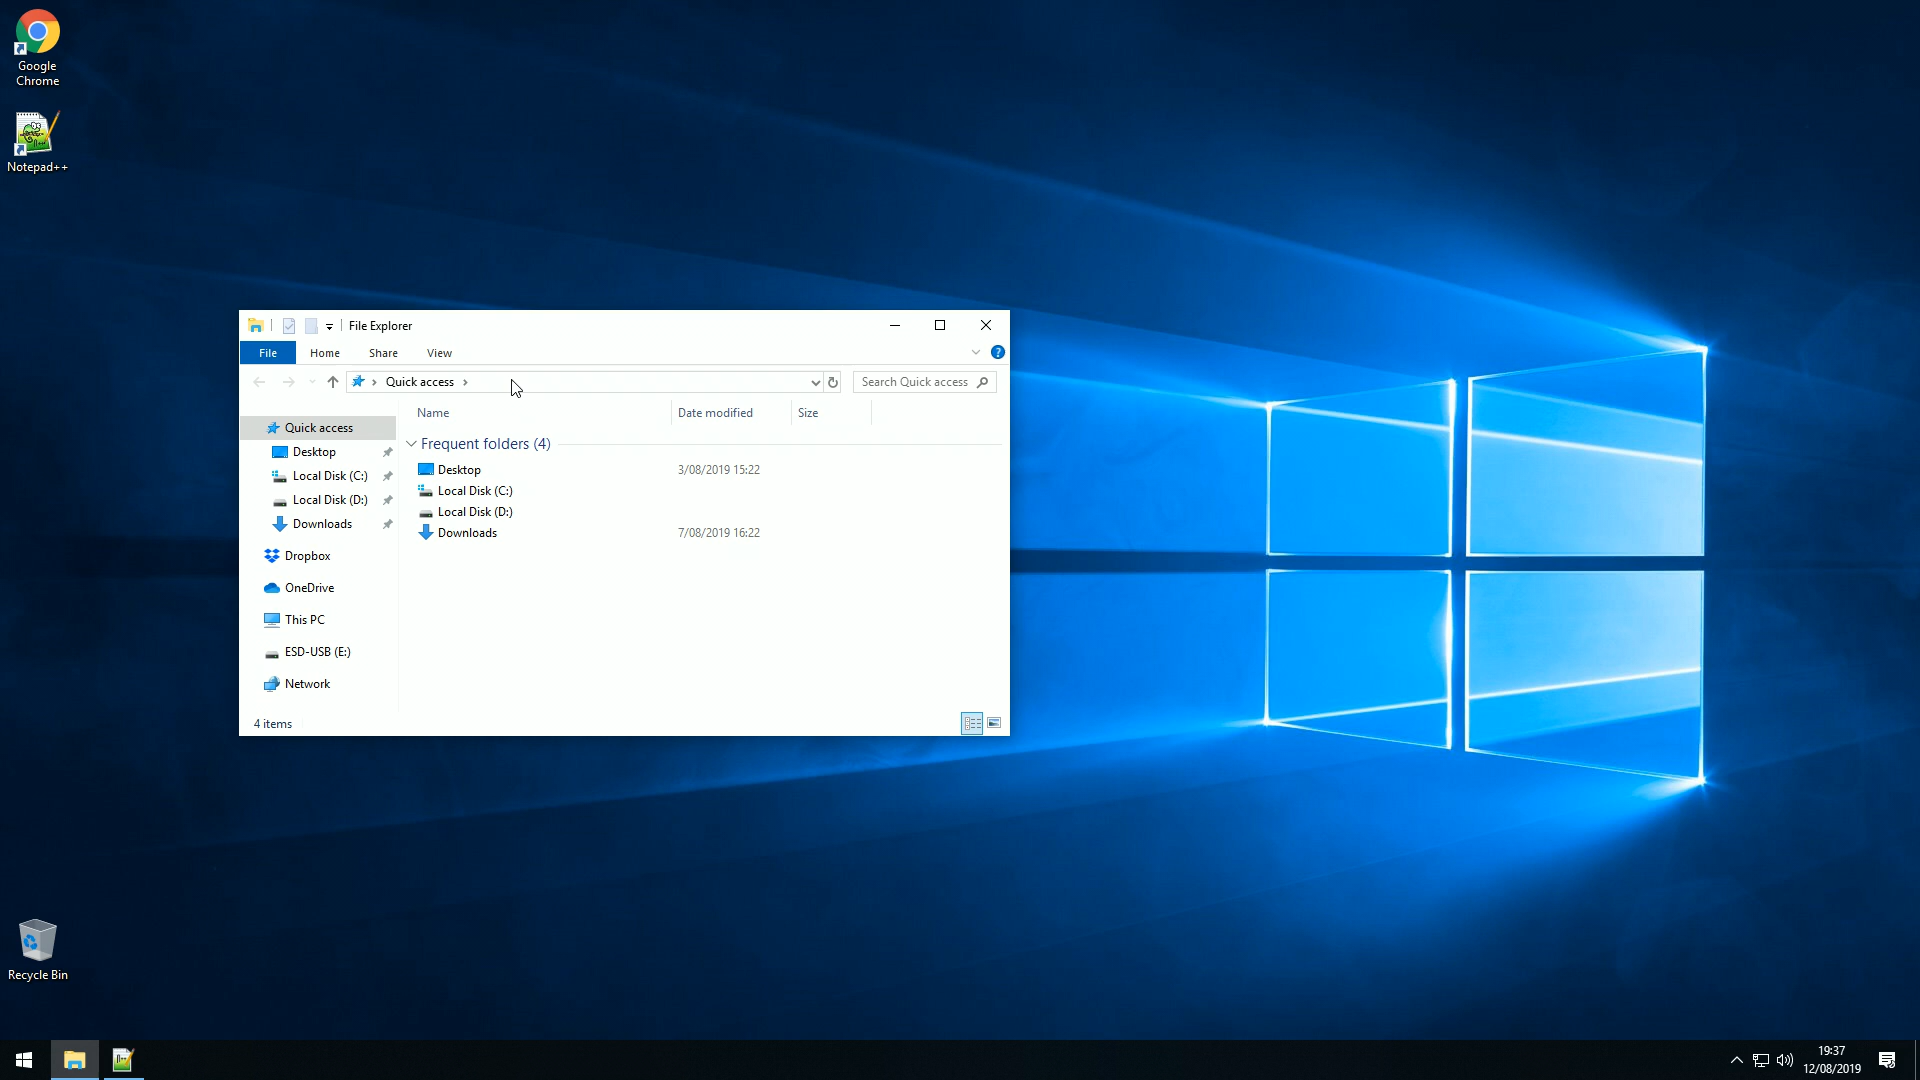 Google
Chrome
Notepad++
File Explorer
File
Home
Share
View
Quick access
Search Quick access
Name
Date modified
Size
Quick access
Desktop
Local Disk (C:)
Local Disk (D:)
Downloads
Dropbox
OneDrive
This PC
ESD-USB (E:)
Network
Frequent folders (4)
Desktop 3/08/2019 15:22
Local Disk (C:)
Local Disk (D:)
Downloads 7/08/2019 16:22
4 items
Recycle Bin
19:37
12/08/2019